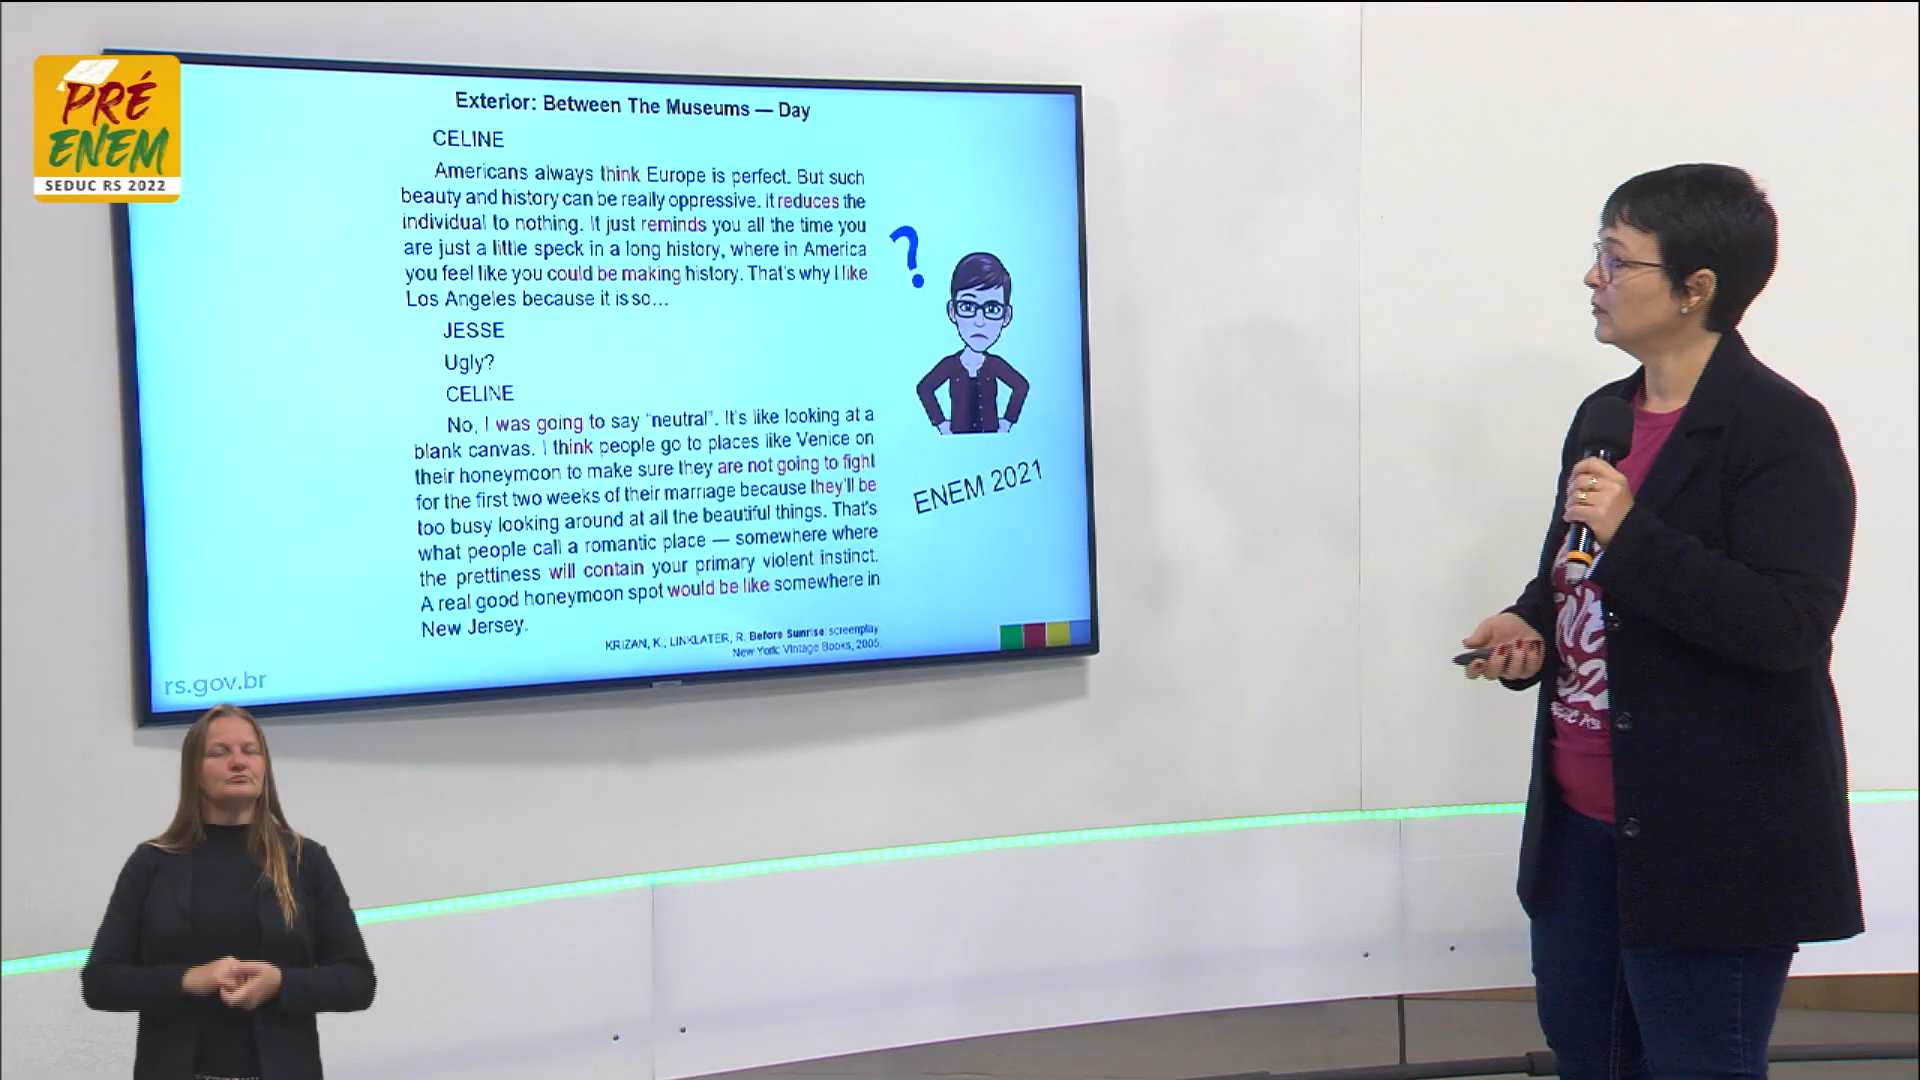 PRÉ
ENEM
SEDUC RS 2022
Exterior: Between The Museums — Day
CELINE
Americans always think Europe is perfect. But such
beauty and history can be really oppressive. It reduces the
individual to nothing. It just reminds you all the time you
are just a little speck in a long history, where in America
you feel like you could be making history. That's why I like
Los Angeles because it is so...
JESSE
Ugly?
CELINE
No, I was going to say “neutral”. It's like looking at a
blank canvas. I think people go to places like Venice on
their honeymoon to make sure they are not going to fight
for the first two weeks of their marriage because they'll be
too busy looking around at all the beautiful things. That's
what people call a romantic place — somewhere where
the prettiness will contain your primary violent instinct.
A real good honeymoon spot would be like somewhere in
New Jersey.
KRIZAN, K.; LINKLATER, R. Before Sunrise: screenplay
New York: Vintage Books, 2005.
?
ENEM 2021
rs.gov.br